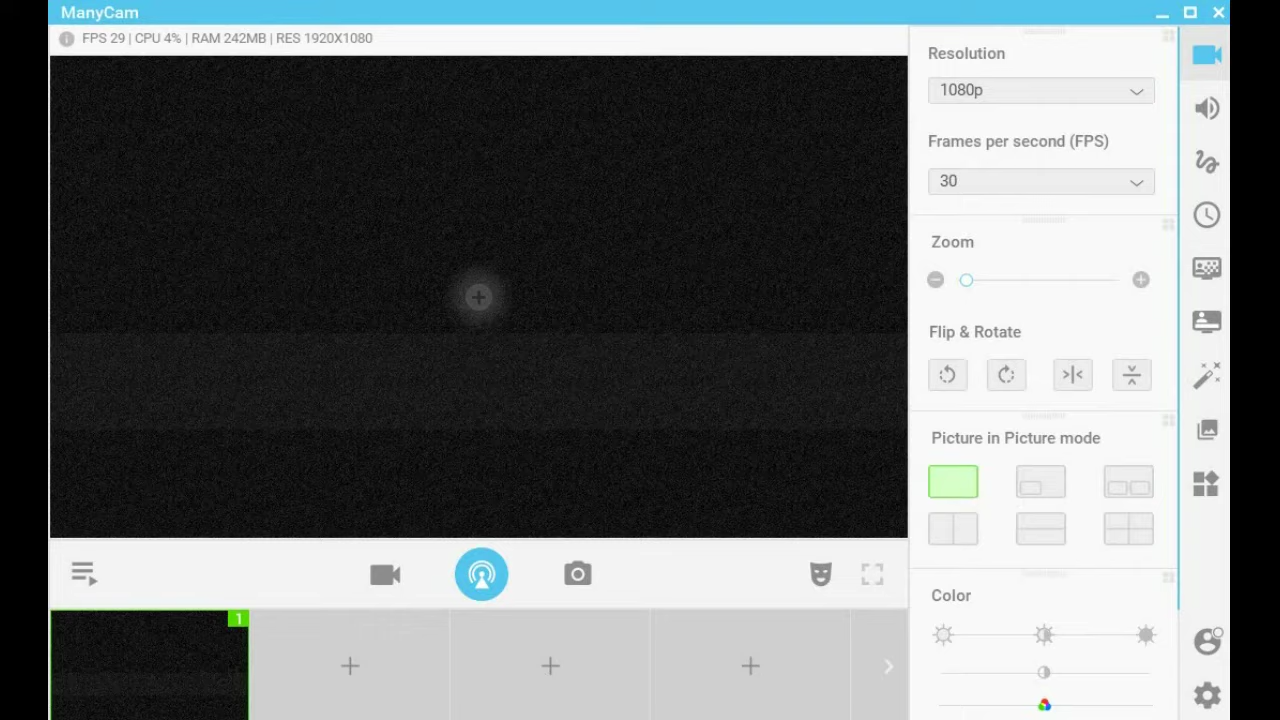 ManyCam
FPS 29 | CPU 4% | RAM 242MB | RES 1920X1080
Resolution
1080p
Frames per second (FPS)
30
Zoom
Flip & Rotate
Picture in Picture mode
1
Color